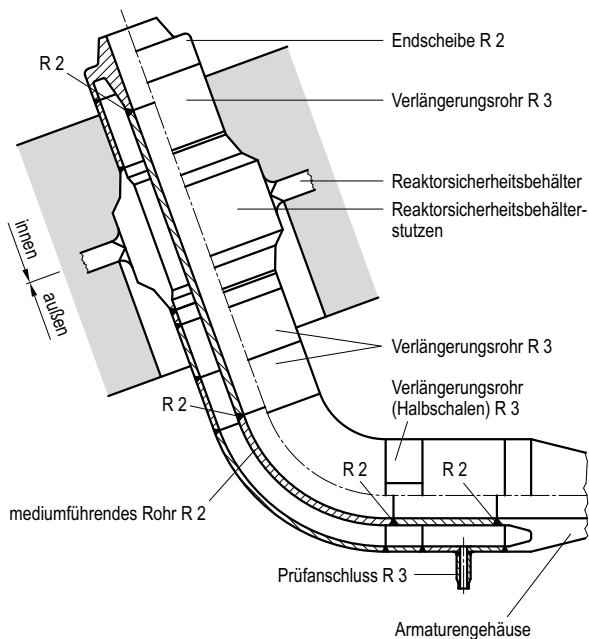 Endscheibe R 2
R 2
Verlängerungsrohr R 3
Reaktorsicherheitsbehälter
Reaktorsicherheitsbehälter-
stutzen
innen
außen
Verlängerungsrohr R 3
Verlängerungsrohr
(Halbschalen) R 3
R 2
R 2
R 2
mediumführendes Rohr R 2
Prüfanschluss R 3
Armaturengehäuse